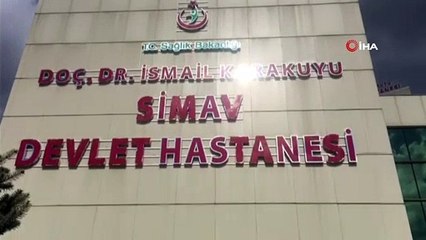 İHA
T.C. Sağlık Bakanlığı
DOÇ. DR. İSMAİL KARAKUYU
SİMAV
DEVLET HASTANESİ